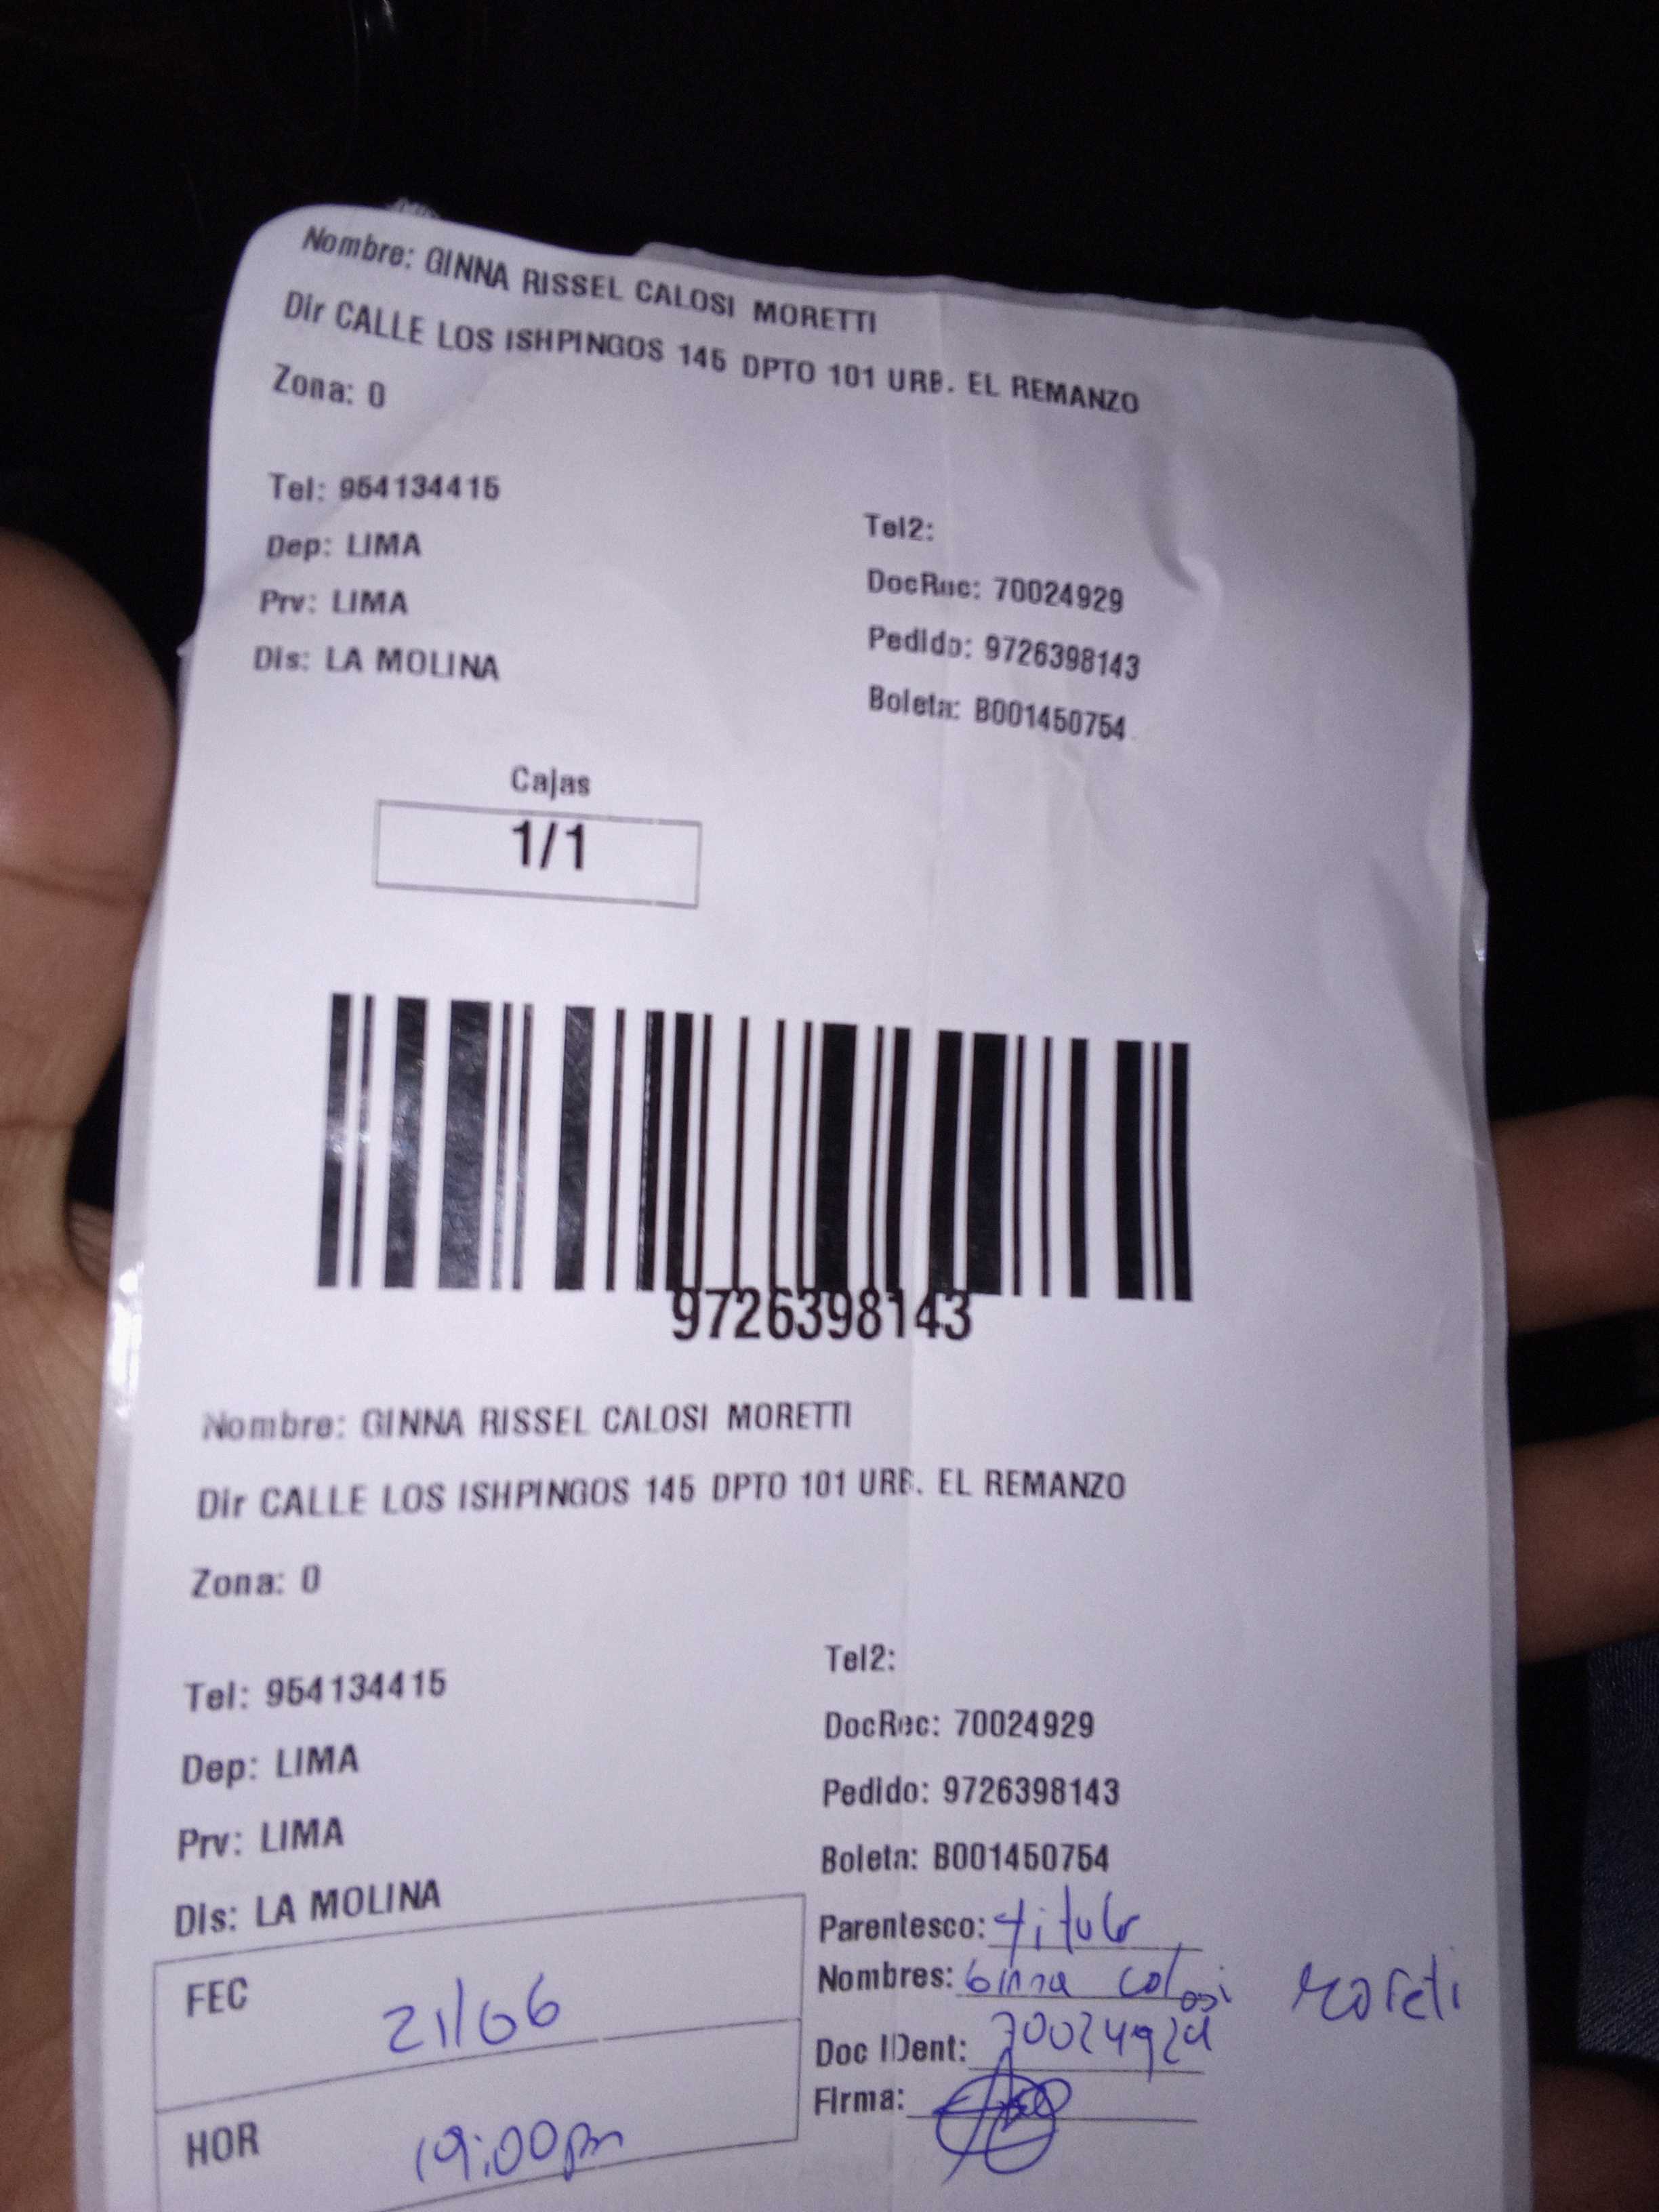 Nombre: GINNA RISSEL CALOSI MORETTI
Dir CALLE LOS ISHPINGOS 145 DPTO 101 URB. EL REMANZO
Zona: 0
Tel: 954134415
Tel2:
Dep: LIMA
DocRuc: 70024929
Prv: LIMA
Pedido: 9726398143
Dis: LA MOLINA
Boleta: B001450754
Cajas
1/1
9726398143
Nombre: GINNA RISSEL CALOSI MORETTI
Dir CALLE LOS ISHPINGOS 145 DPTO 101 URB. EL REMANZO
Zona: 0
Tel: 954134415
Tel2:
Dep: LIMA
DocRec: 70024929
Prv: LIMA
Pedido: 9726398143
Dis: LA MOLINA
Boleta: B001450754
Parentesco: titular
Nombres: Ginna Calosi Moreti
Doc IDent: 70024929
Firma:
FEC 21/06
HOR 19:00pm